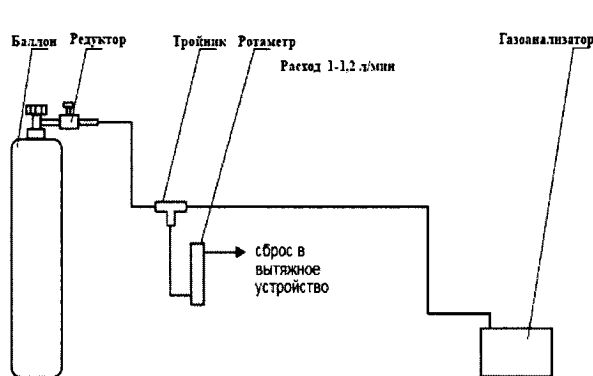 Баллон Редуктор Тройник Ротаметр Газоанализатор
Расход 1-1,2 л/мин
сброс в
вытяжное
устройство